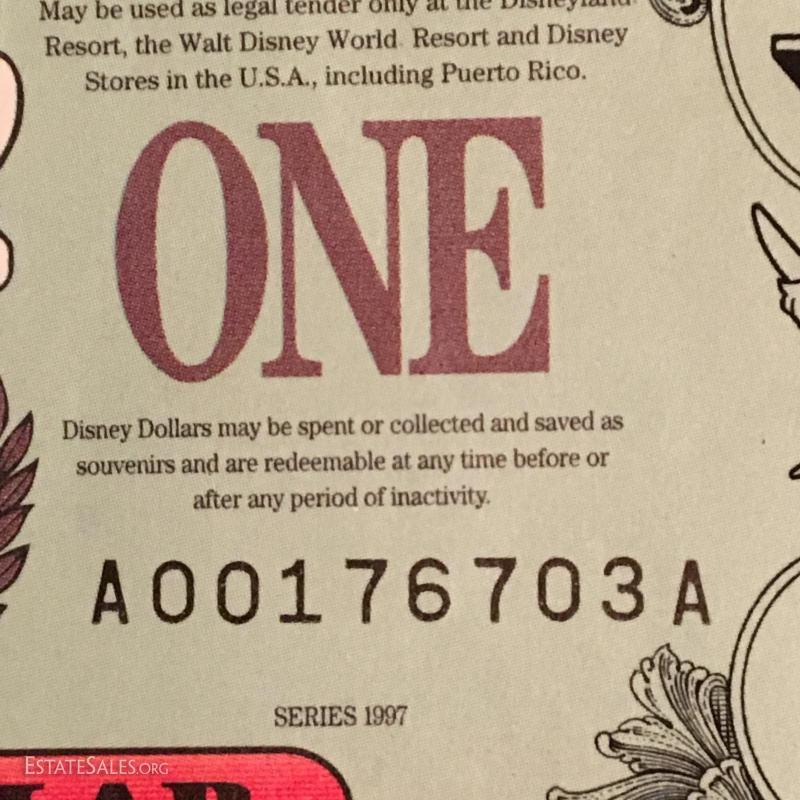 May be used as legal tender only at the Disneyland
Resort, the Walt Disney World Resort and Disney
Stores in the U.S.A., including Puerto Rico.
ONE
Disney Dollars may be spent or collected and saved as
souvenirs and are redeemable at any time before or
after any period of inactivity.
A00176703A
SERIES 1997
ESTATESALES.ORG